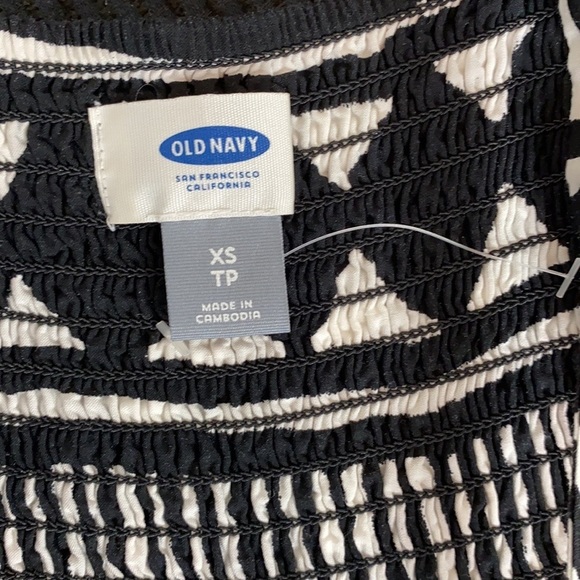 OLD NAVY
SAN FRANCISCO
CALIFORNIA
XS
TP
MADE IN
CAMBODIA